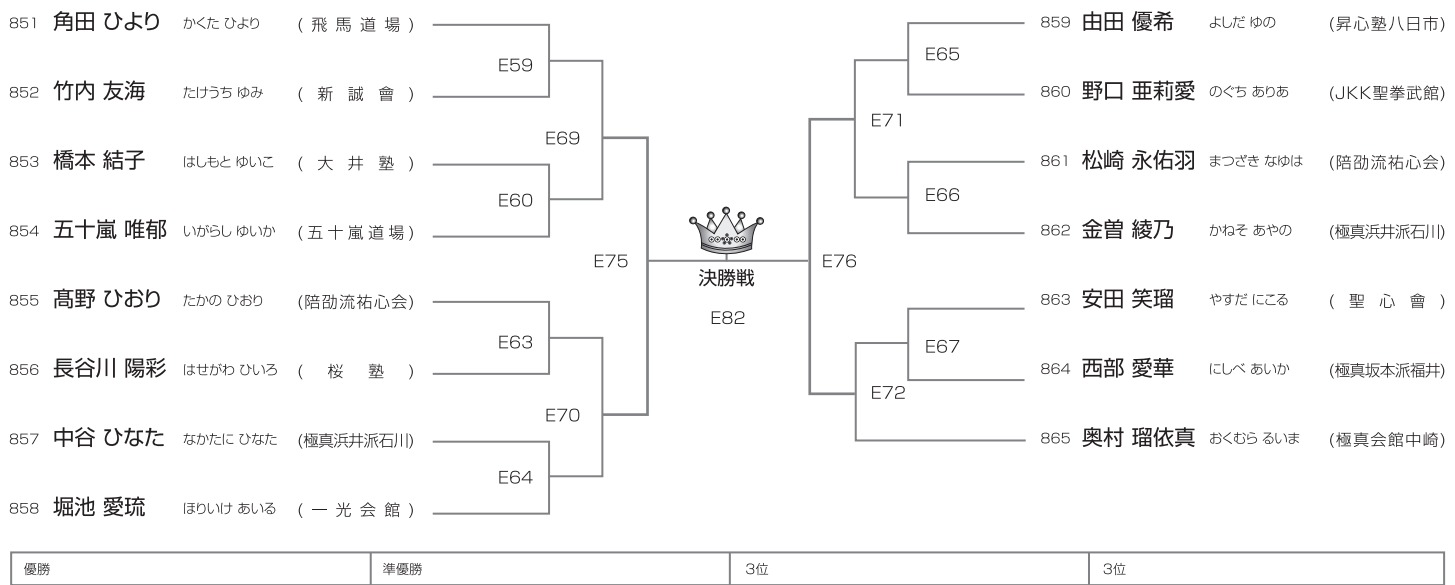 851 角田 ひより かくた ひより (飛馬道場)
852 竹内 友海 たけうち ゆみ (新誠會)
853 橋本 結子 はしもと ゆいこ (大井塾)
854 五十嵐 唯郁 いがらし ゆいか (五十嵐道場)
855 髙野 ひおり たかの ひおり (陪劭流祐心会)
856 長谷川 陽彩 はせがわ ひいろ (桜塾)
857 中谷 ひなた なかたに ひなた (極真浜井派石川)
858 堀池 愛琉 ほりいけ あいる (一光会館)
E59
E69
E60
E75
E63
E70
E64
決勝戦
E82
E65
E71
E66
E76
E67
E72
859 由田 優希 よしだ ゆの (昇心塾八日市)
860 野口 亜莉愛 のぐち ありあ (JKK聖拳武館)
861 松崎 永佑羽 まつざき なゆは (陪劭流祐心会)
862 金曽 綾乃 かねそ あやの (極真浜井派石川)
863 安田 笑瑠 やすだ にこる (聖心會)
864 西部 愛華 にしべ あいか (極真坂本派福井)
865 奥村 瑠依真 おくむら るいま (極真会館中崎)
優勝 準優勝 3位 3位